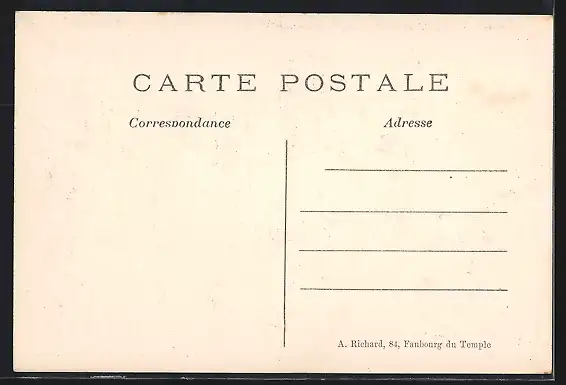 CARTE POSTALE
Correspondance
Adresse
A. Richard, 84, Faubourg du Temple